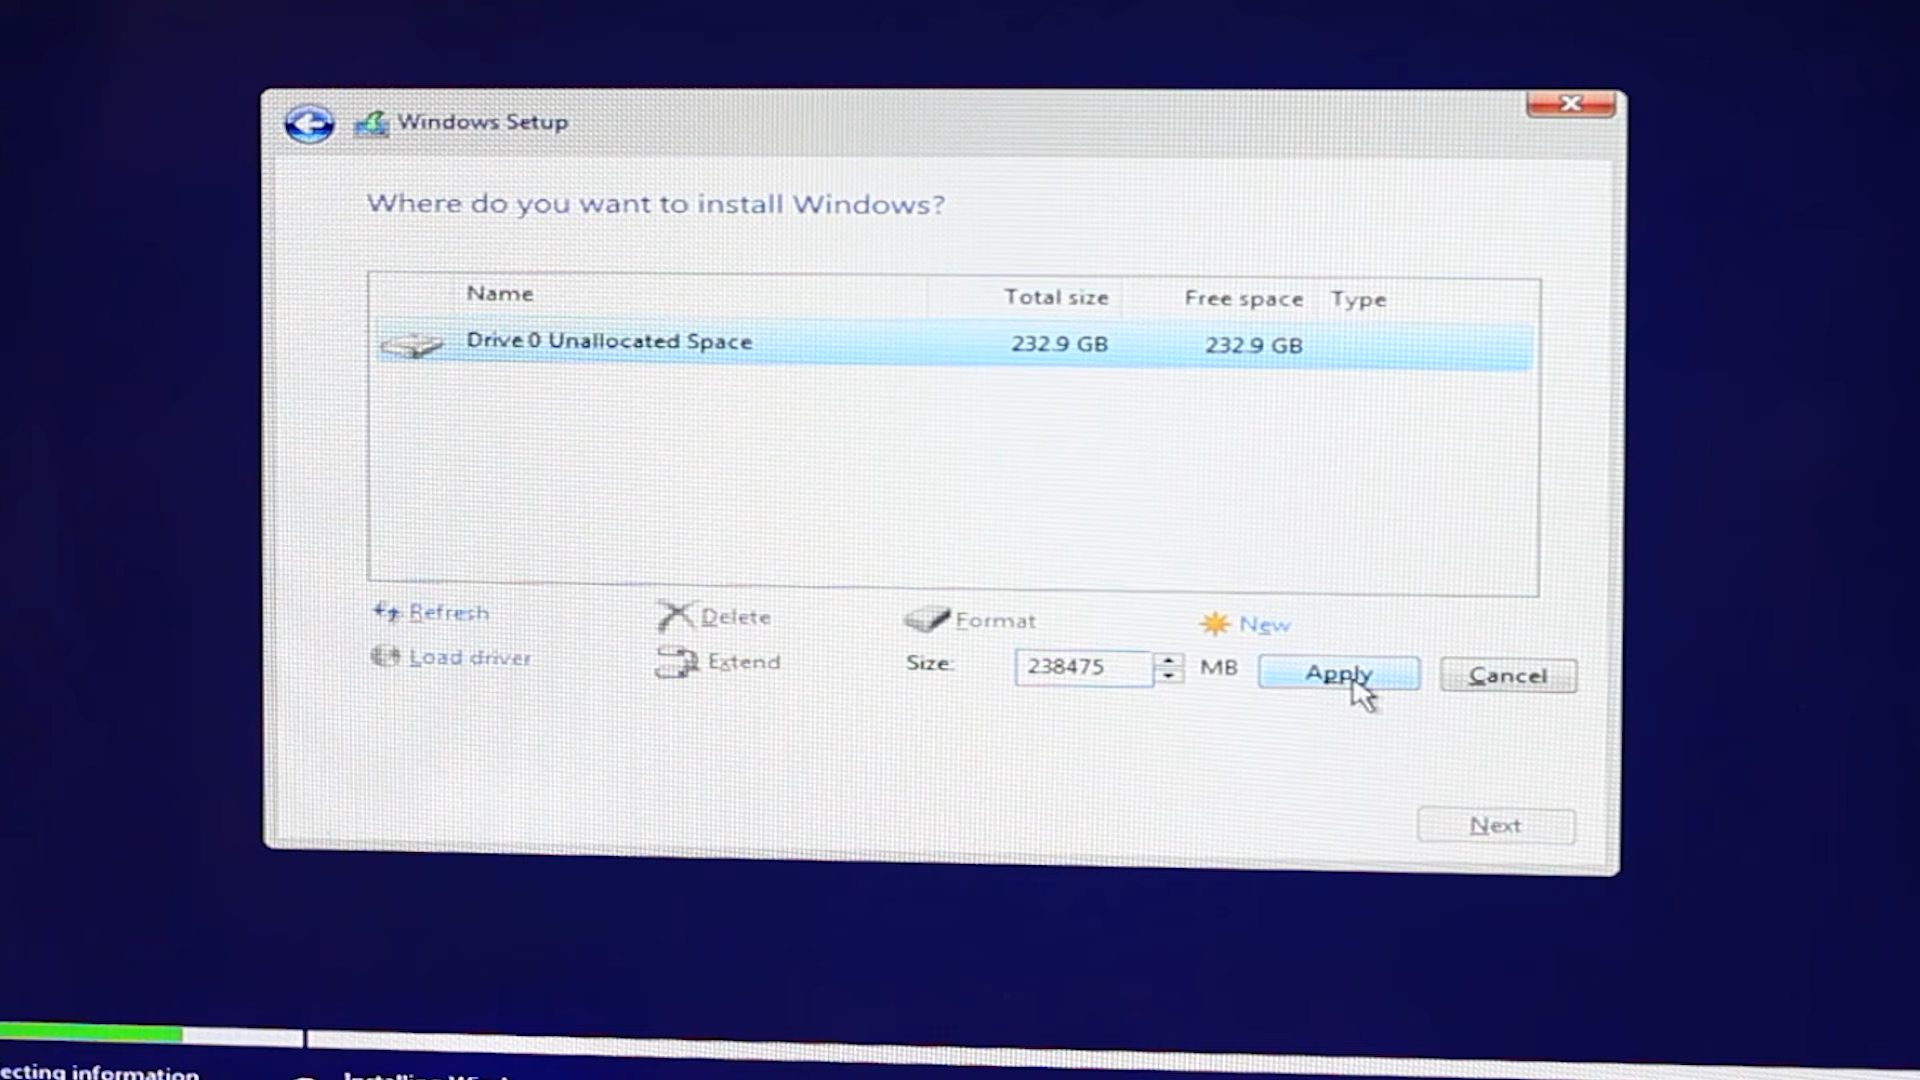 Windows Setup
Where do you want to install Windows?
Name Total size Free space Type
Drive 0 Unallocated Space 232.9 GB 232.9 GB
Refresh Delete Format New
Load driver Extend Size: 238475 MB Apply Cancel
Next
ecting information